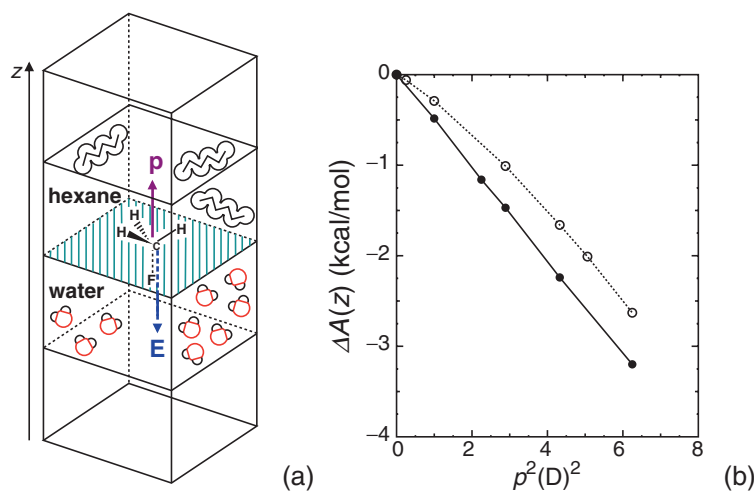 z
p
hexane
H
H
H
C
F
water
E
(a)
0
−1
−2
−3
−4
ΔA(z) (kcal/mol)
0 2 4 6 8
p²(D)²
(b)